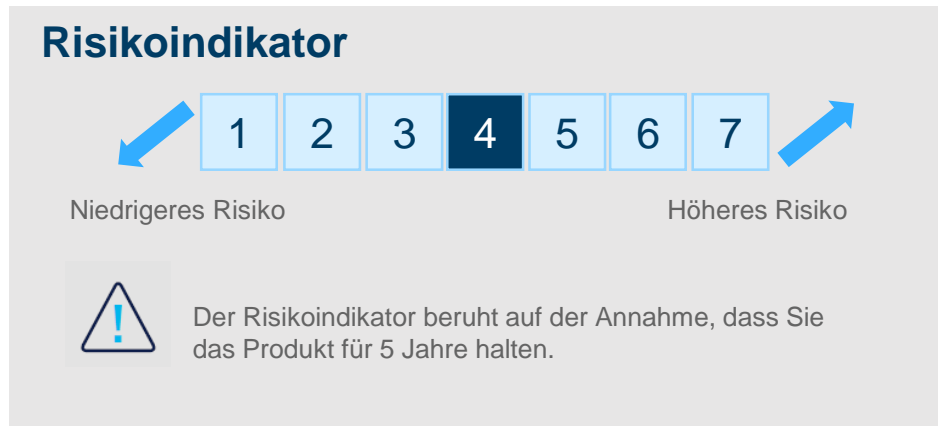 Risikoindikator
1 2 3 4 5 6 7
Niedrigeres Risiko Höheres Risiko
Der Risikoindikator beruht auf der Annahme, dass Sie
das Produkt für 5 Jahre halten.